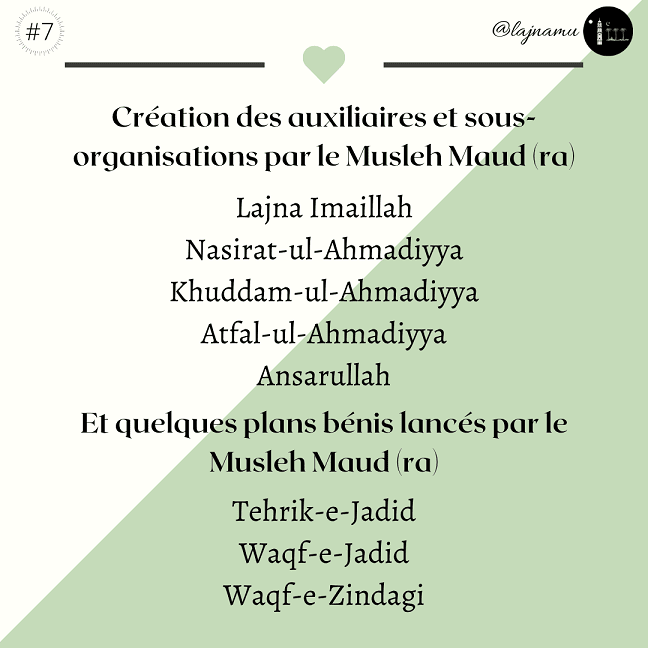 #7
@lajnamu
Création des auxiliaires et sous-
organisations par le Musleh Maud (ra)
Lajna Imaillah
Nasirat-ul-Ahmadiyya
Khuddam-ul-Ahmadiyya
Atfal-ul-Ahmadiyya
Ansarullah
Et quelques plans bénis lancés par le
Musleh Maud (ra)
Tehrik-e-Jadid
Waqf-e-Jadid
Waqf-e-Zindagi